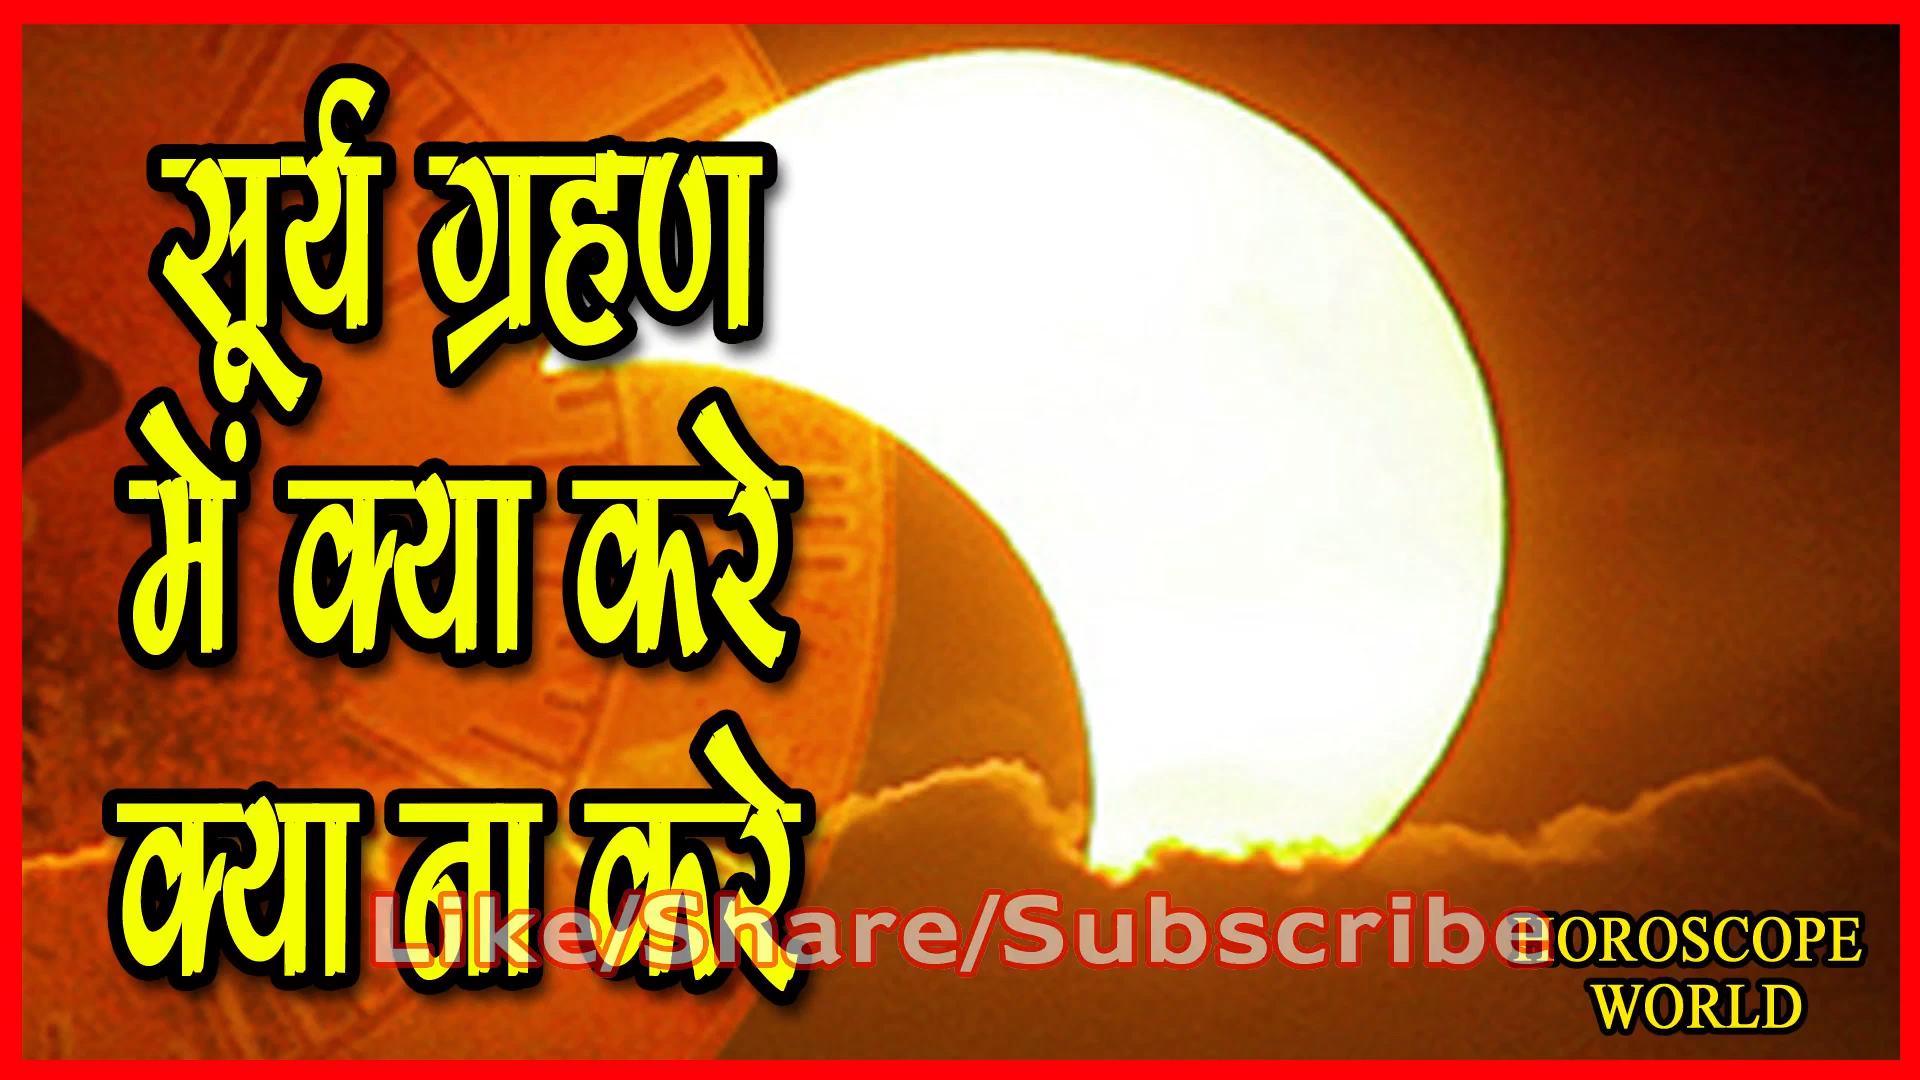 सूर्य ग्रहण
में क्या करे
क्या ना करे
Like/Share/Subscribe
HOROSCOPE
WORLD